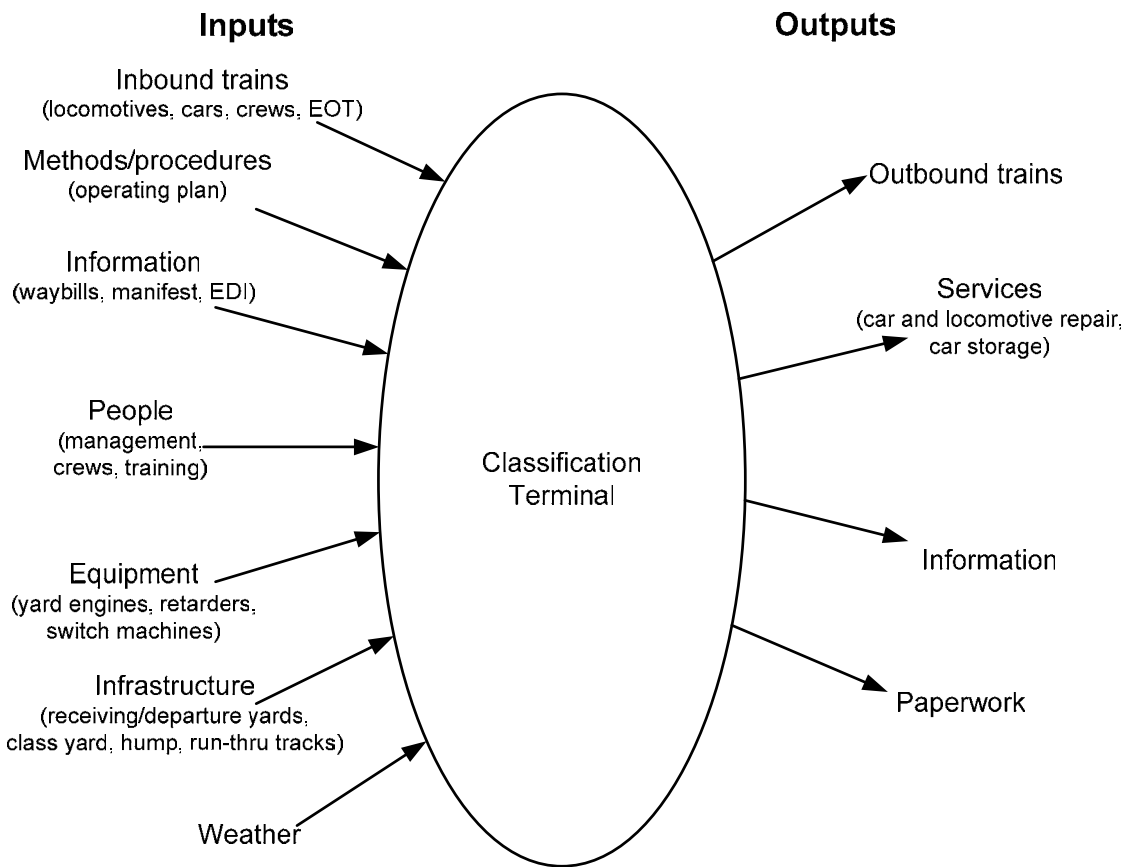 Inputs
Inbound trains
(locomotives, cars, crews, EOT)
Methods/procedures
(operating plan)
Information
(waybills, manifest, EDI)
People
(management,
crews, training)
Equipment
(yard engines, retarders,
switch machines)
Infrastructure
(receiving/departure yards,
class yard, hump, run-thru tracks)
Weather
Classification
Terminal
Outputs
Outbound trains
Services
(car and locomotive repair,
car storage)
Information
Paperwork